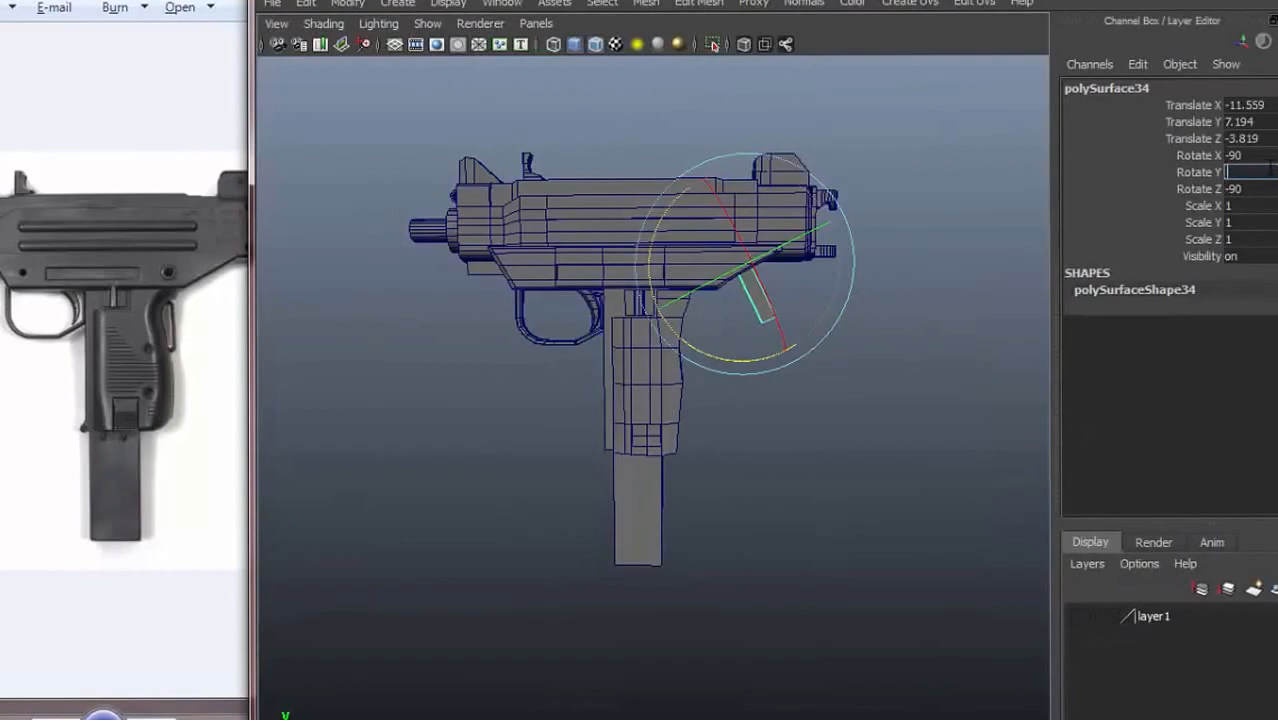 E-mail Burn Open
File Edit Modify Create Display Window Assets Select Mesh Edit Mesh Proxy Normals Color Create UVs Edit UVs Help
View Shading Lighting Show Renderer Panels
Channel Box / Layer Editor
Channels Edit Object Show
polySurface34
Translate X -11.559
Translate Y 7.194
Translate Z -3.819
Rotate X -90
Rotate Y
Rotate Z -90
Scale X 1
Scale Y 1
Scale Z 1
Visibility on
SHAPES
polySurfaceShape34
Display Render Anim
Layers Options Help
layer1
Y